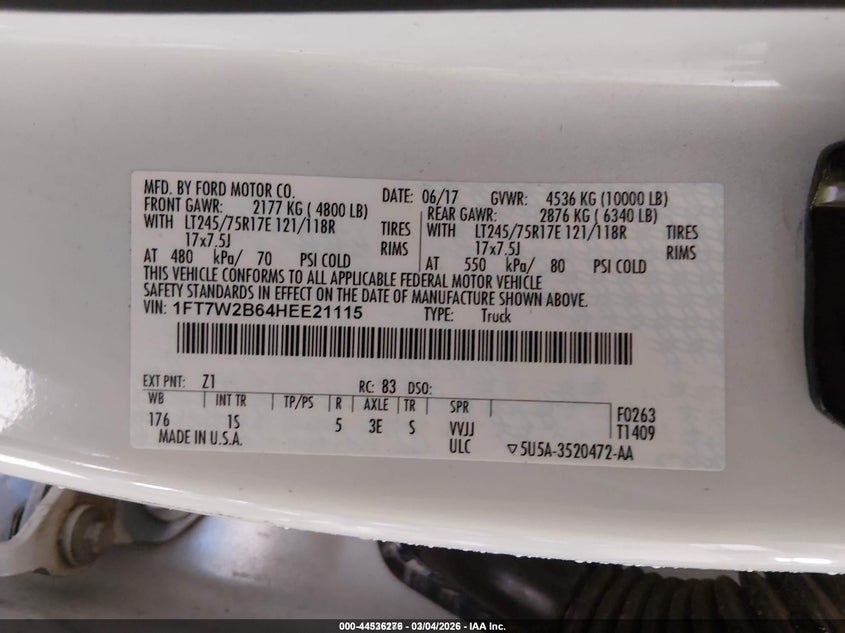 MFD. BY FORD MOTOR CO. DATE: 06/17 GVWR: 4536 KG (10000 LB)
FRONT GAWR: 2177 KG ( 4800 LB) REAR GAWR: 2876 KG ( 6340 LB)
WITH LT245/75R17E 121/118R TIRES WITH LT245/75R17E 121/118R TIRES
17x7.5J RIMS 17x7.5J RIMS
AT 480 kPa/ 70 PSI COLD AT 550 kPa/ 80 PSI COLD
THIS VEHICLE CONFORMS TO ALL APPLICABLE FEDERAL MOTOR VEHICLE
SAFETY STANDARDS IN EFFECT ON THE DATE OF MANUFACTURE SHOWN ABOVE.
VIN: 1FT7W2B64HEE21115 TYPE: Truck
EXT PNT: Z1 RC: 83 DSO:
WB INT TR TP/PS R AXLE TR SPR F0263
176 1S 5 3E S VVJJ T1409
MADE IN U.S.A. ULC ▽5U5A-3520472-AA
000-44536276 - 03/04/2026 - IAA Inc.